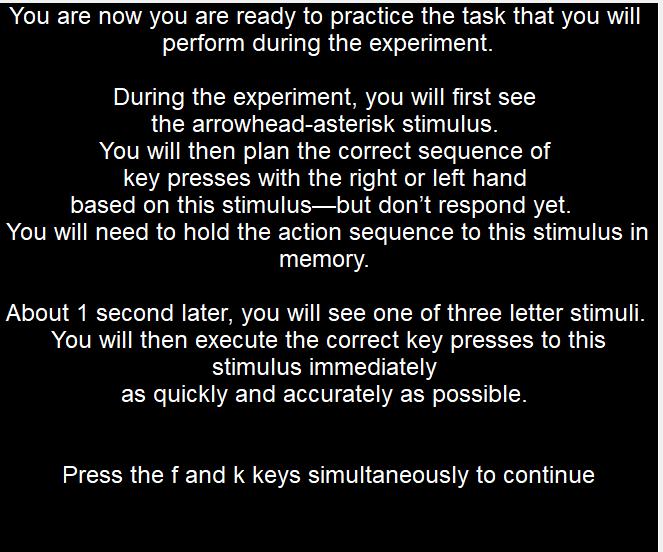 You are now you are ready to practice the task that you will
perform during the experiment.
During the experiment, you will first see
the arrowhead-asterisk stimulus.
You will then plan the correct sequence of
key presses with the right or left hand
based on this stimulus—but don’t respond yet.
You will need to hold the action sequence to this stimulus in
memory.
About 1 second later, you will see one of three letter stimuli.
You will then execute the correct key presses to this
stimulus immediately
as quickly and accurately as possible.
Press the f and k keys simultaneously to continue